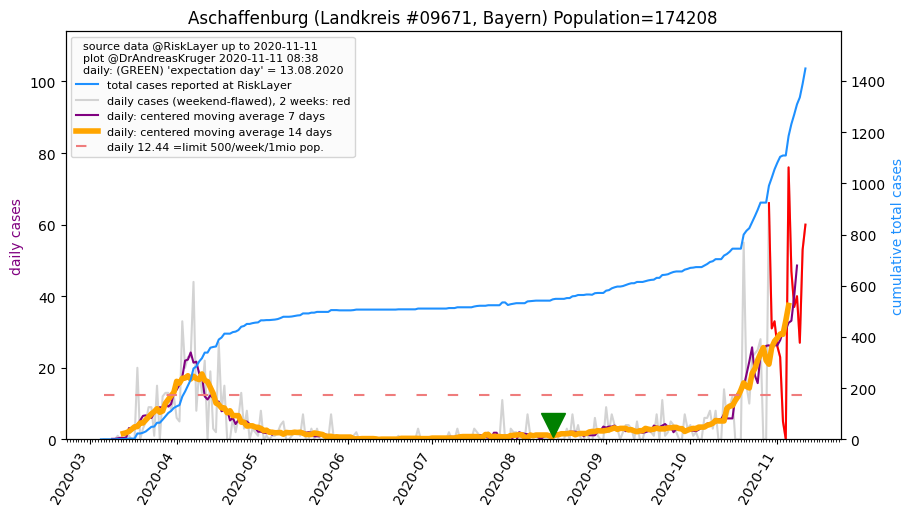 Aschaffenburg (Landkreis #09671, Bayern) Population=174208
source data @RiskLayer up to 2020-11-11
plot @DrAndreasKruger 2020-11-11 08:38
daily: (GREEN) 'expectation day' = 13.08.2020
total cases reported at RiskLayer
daily cases (weekend-flawed), 2 weeks: red
daily: centered moving average 7 days
daily: centered moving average 14 days
daily 12.44 =limit 500/week/1mio pop.
daily cases
100
80
60
40
20
0
cumulative total cases
1400
1200
1000
800
600
400
200
0
2020-03
2020-04
2020-05
2020-06
2020-07
2020-08
2020-09
2020-10
2020-11